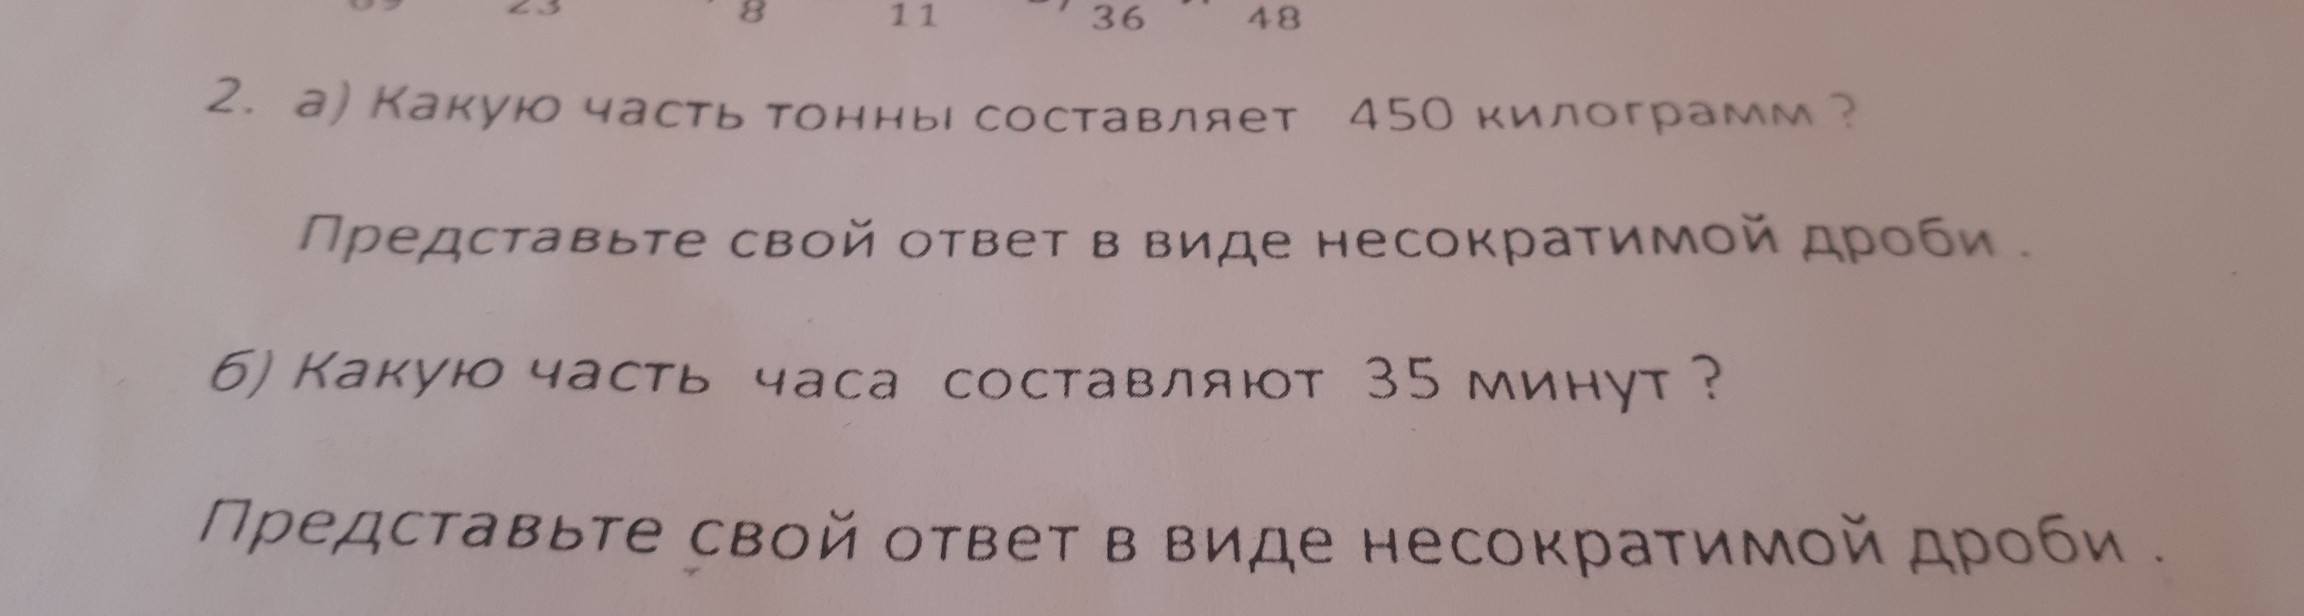 8 11 36 48
2. а) Какую часть тонны составляет 450 килограмм ?
Представьте свой ответ в виде несократимой дроби .
б) Какую часть часа составляют 35 минут ?
Представьте свой ответ в виде несократимой дроби .